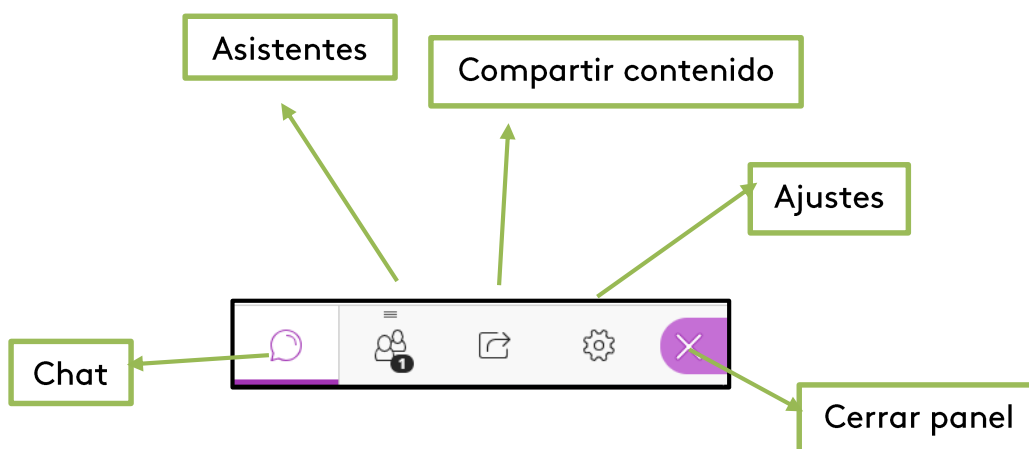 Asistentes
Compartir contenido
Ajustes
1
Chat
Cerrar panel